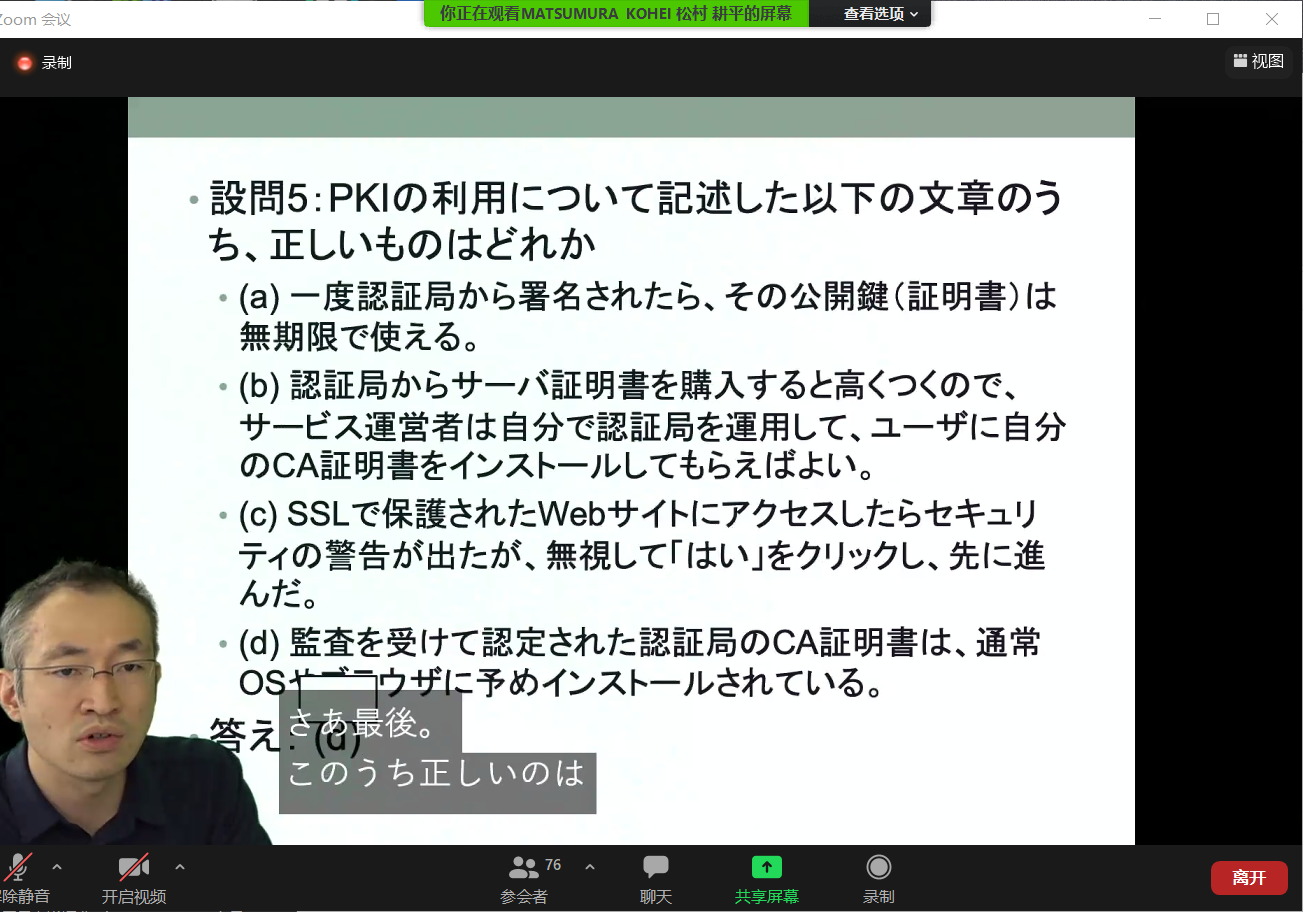 Zoom 会议
你正在观看MATSUMURA KOHEI 松村 耕平的屏幕
查看选项
录制
视图
・設問5:PKIの利用について記述した以下の文章のう
ち、正しいものはどれか
・(a) 一度認証局から署名されたら、その公開鍵(証明書)は
無期限で使える。
・(b) 認証局からサーバ証明書を購入すると高くつくので、
サービス運営者は自分で認証局を運用して、ユーザに自分
のCA証明書をインストールしてもらえばよい。
・(c) SSLで保護されたWebサイトにアクセスしたらセキュリ
ティの警告が出たが、無視して「はい」をクリックし、先に進
んだ。
・(d) 監査を受けて認定された認証局のCA証明書は、通常
OSやブラウザに予めインストールされている。
・答え: (d)
さあ最後。
このうち正しいのは
解除静音
开启视频
76
参会者
聊天
共享屏幕
录制
离开